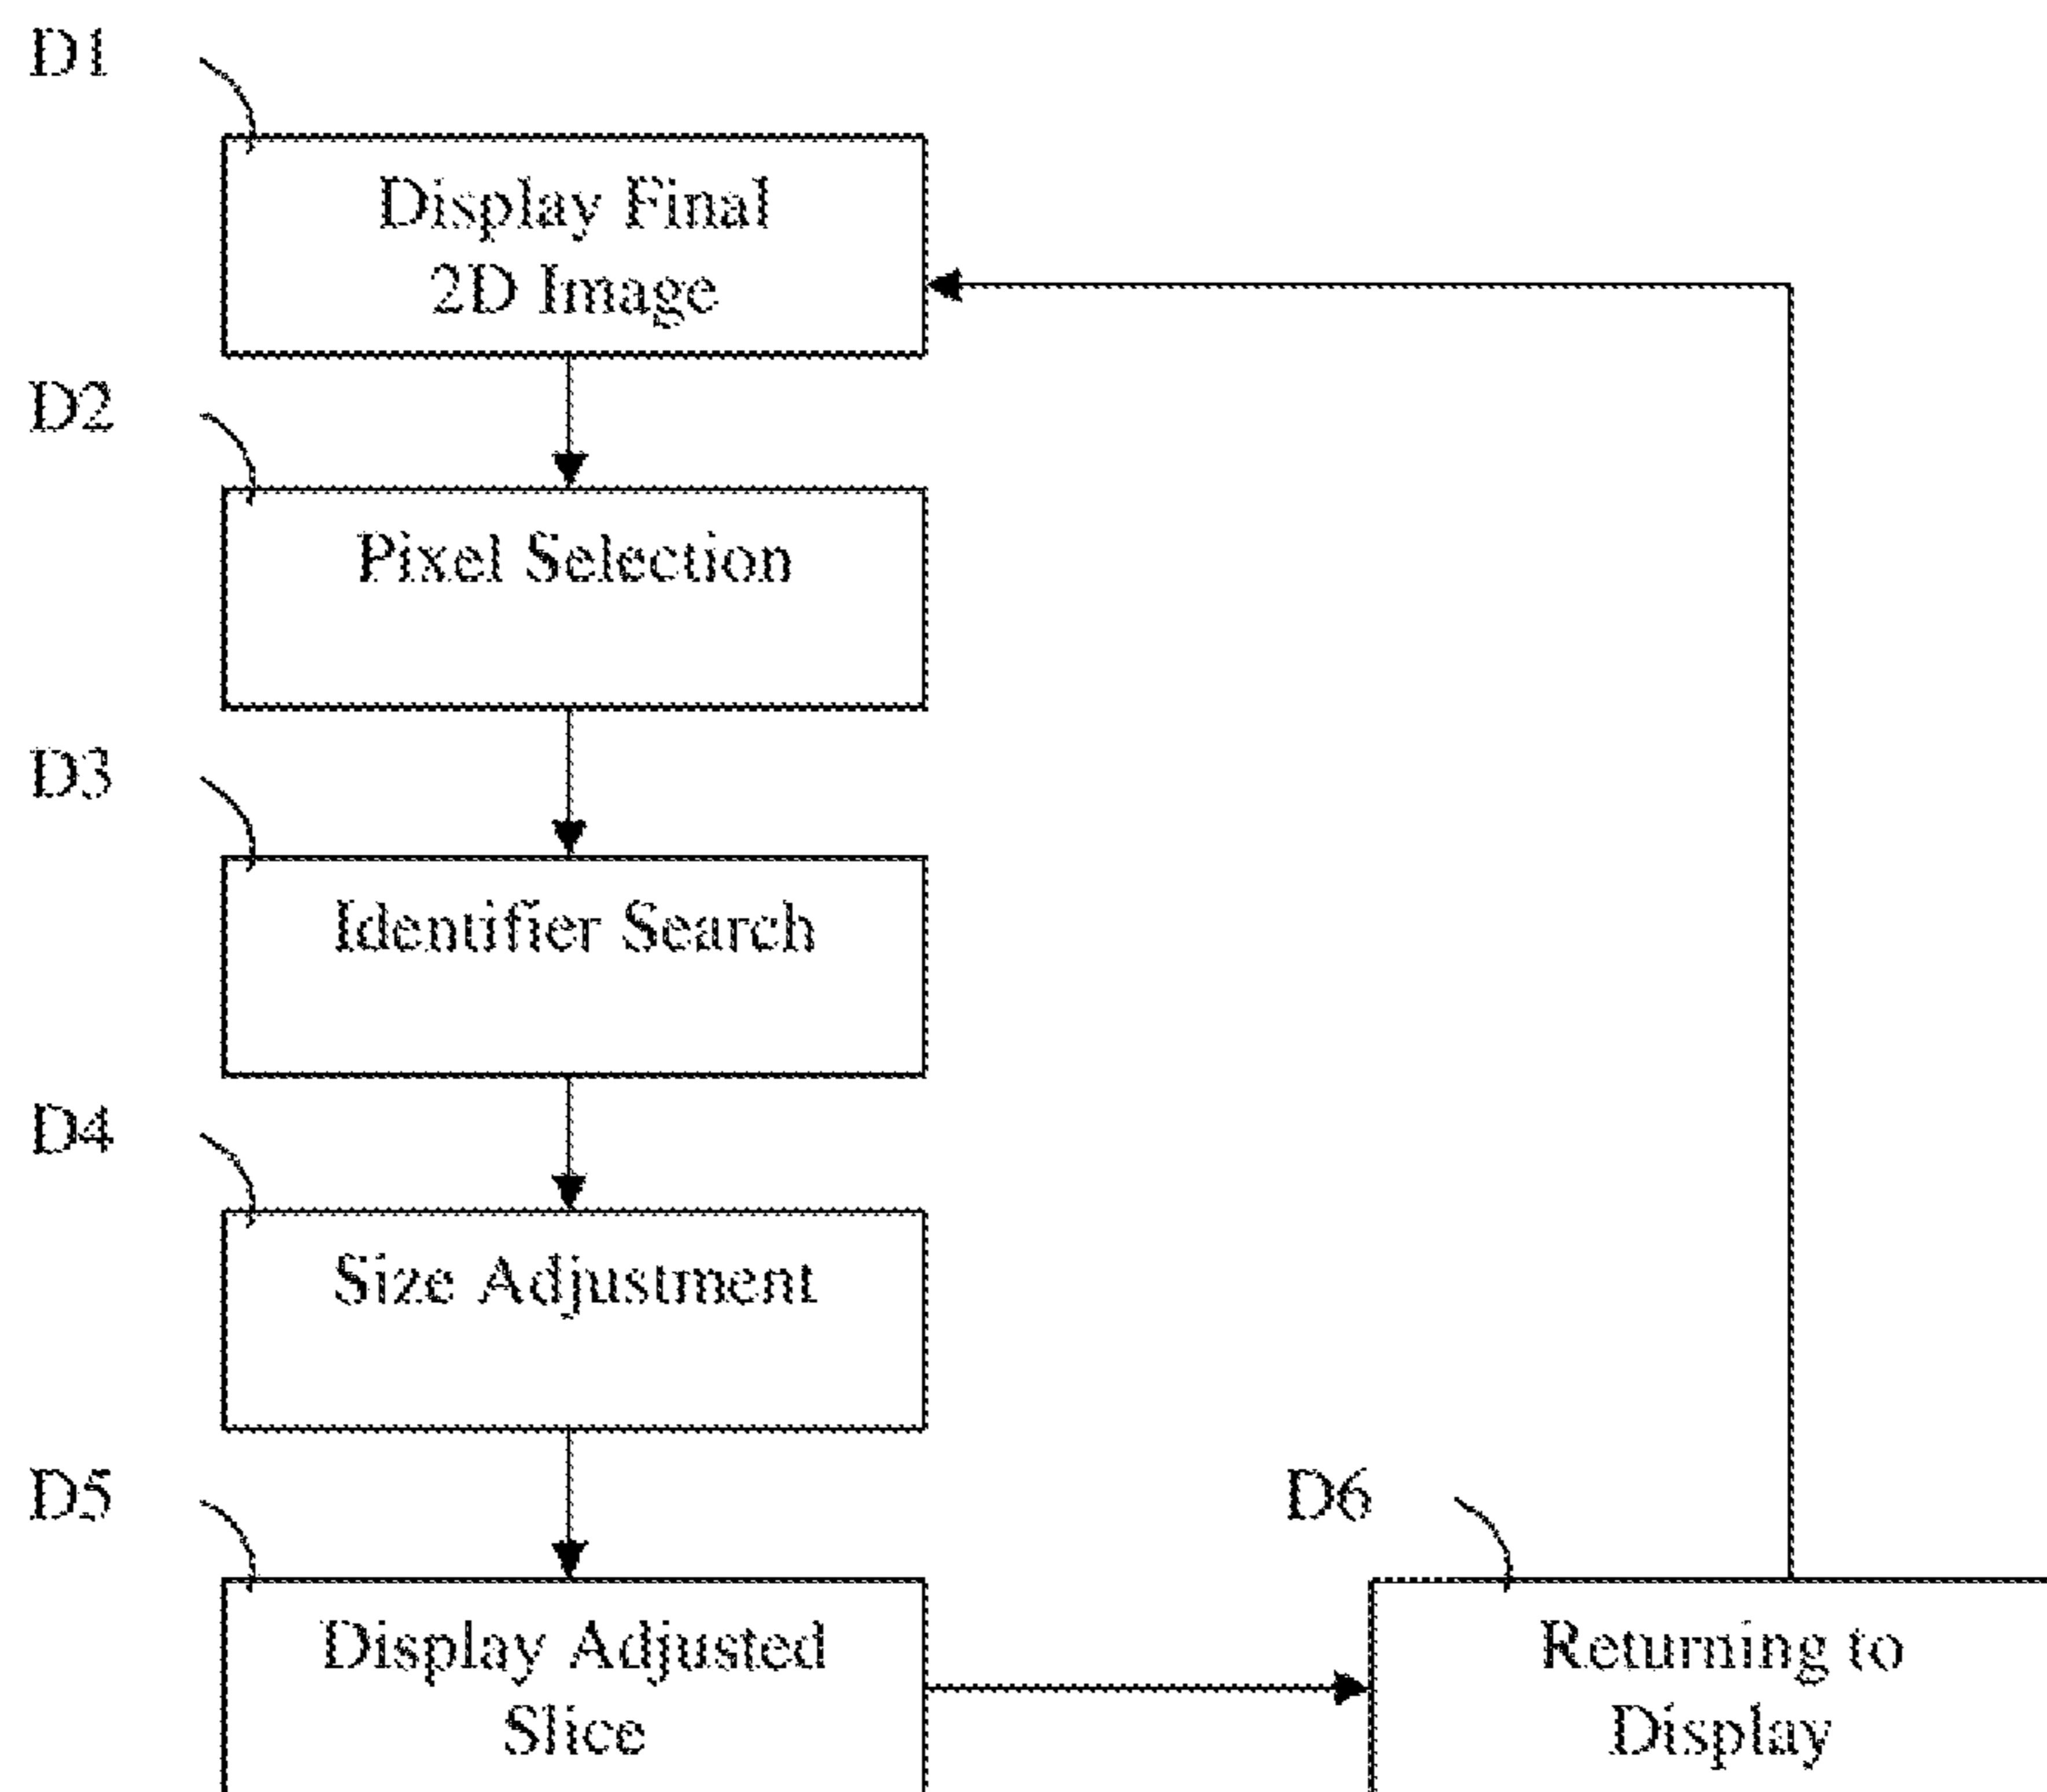 D1
Display Final
2D Image
D2
Pixel Selection
D3
Identifier Search
D4
Size Adjustment
D5
Display Adjusted
Slice
D6
Returning to
Display